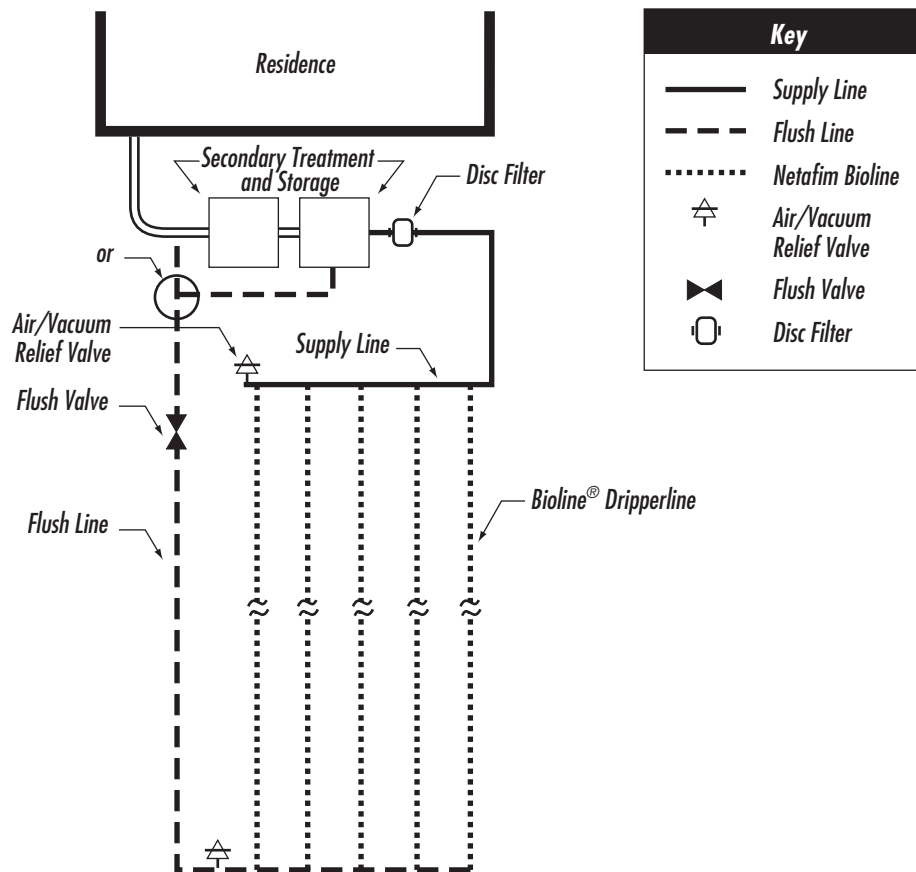 Residence
Secondary Treatment
and Storage
Disc Filter
or
Air/Vacuum
Relief Valve
Supply Line
Flush Valve
Bioline® Dripperline
Flush Line
Key
Supply Line
Flush Line
Netafim Bioline
Air/Vacuum
Relief Valve
Flush Valve
Disc Filter